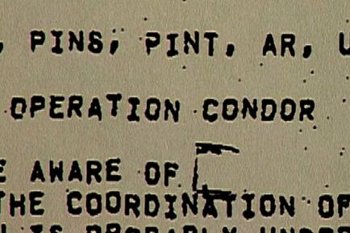 , PINS, PINT, AR, U
OPERATION CONDOR
E AWARE OF
THE COORDINATION OF